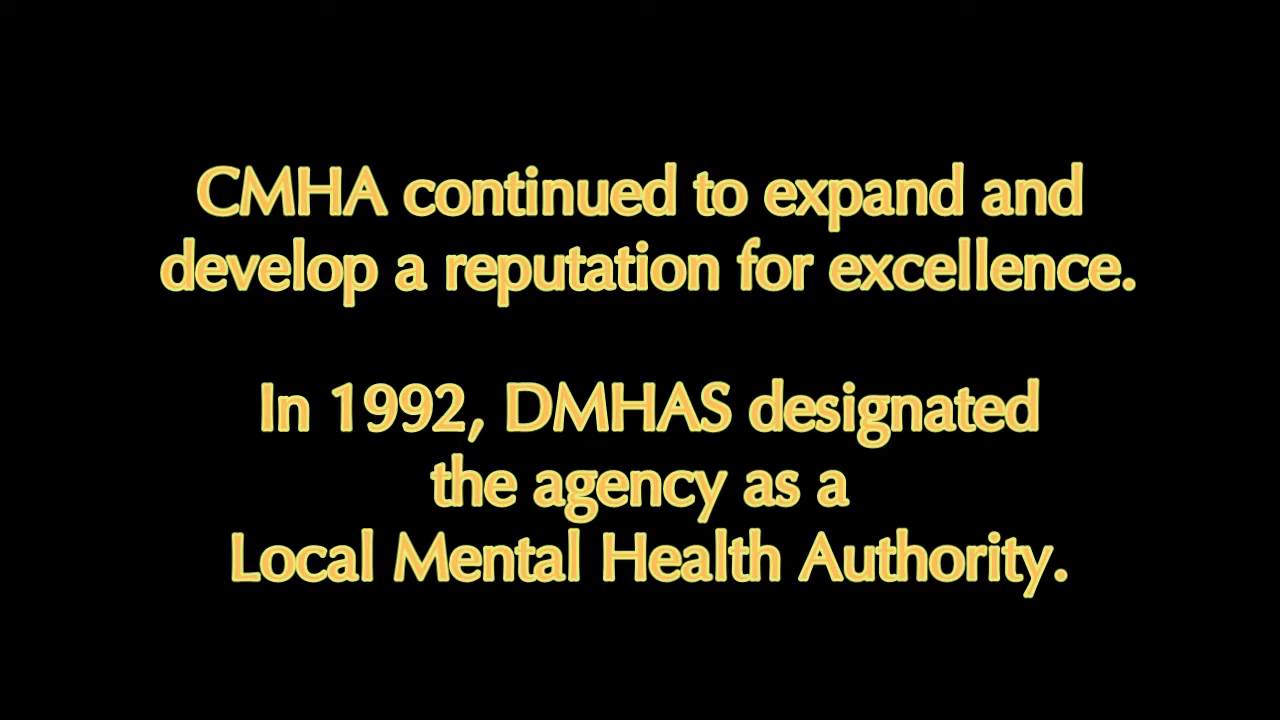 CMHA continued to expand and
develop a reputation for excellence.
In 1992, DMHAS designated
the agency as a
Local Mental Health Authority.